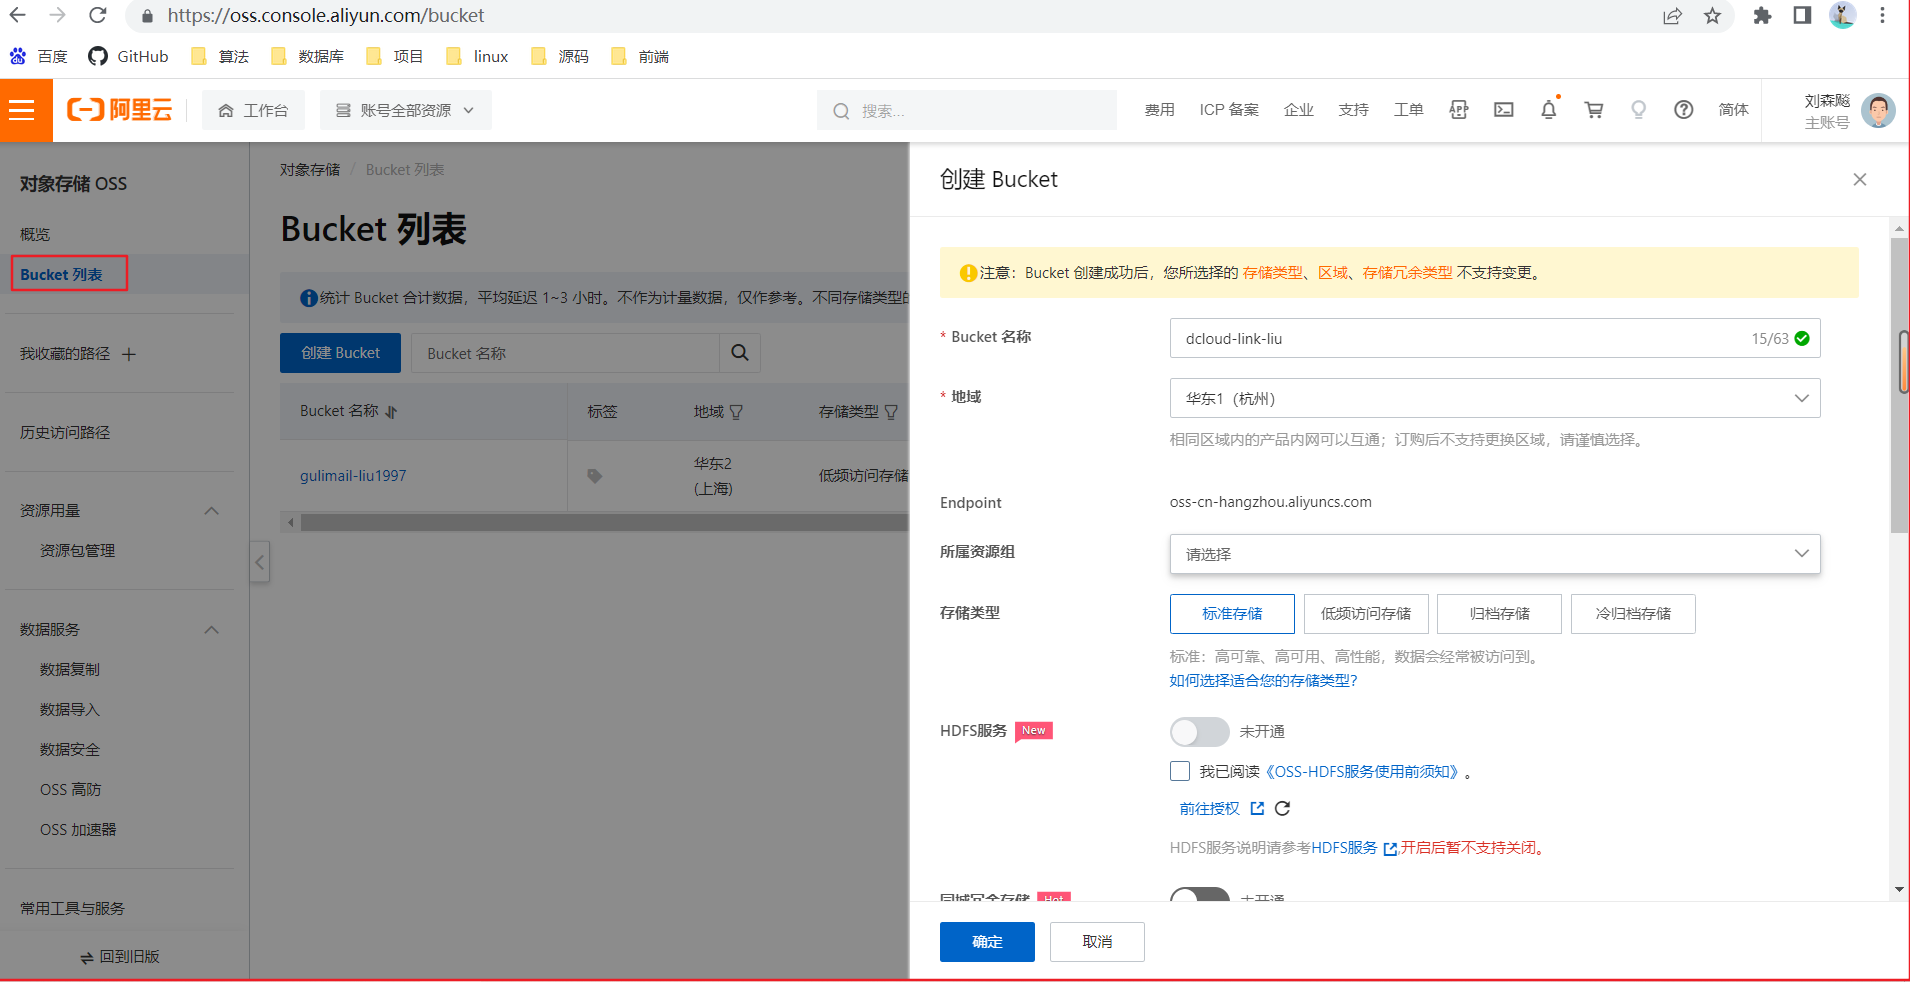 https://oss.console.aliyun.com/bucket
百度 GitHub 算法 数据库 项目 linux 源码 前端
阿里云 工作台 账号全部资源 搜索... 费用 ICP 备案 企业 支持 工单 APP 简体 刘森飚
主账号
对象存储 OSS
概览
Bucket 列表
我收藏的路径
历史访问路径
资源用量
资源包管理
数据服务
数据复制
数据导入
数据安全
OSS 高防
OSS 加速器
常用工具与服务
回到旧版
对象存储 / Bucket 列表
Bucket 列表
统计 Bucket 合计数据，平均延迟 1~3 小时。不作为计量数据，仅作参考。不同存储类型的
创建 Bucket Bucket 名称
Bucket 名称 标签 地域 存储类型
gulimail-liu1997 华东2 低频访问存储
(上海)
创建 Bucket
注意：Bucket 创建成功后，您所选择的 存储类型、区域、存储冗余类型 不支持变更。
* Bucket 名称 dcloud-link-liu 15/63
* 地域 华东1（杭州）
相同区域内的产品内网可以互通；订购后不支持更换区域，请谨慎选择。
Endpoint oss-cn-hangzhou.aliyuncs.com
所属资源组 请选择
存储类型 标准存储 低频访问存储 归档存储 冷归档存储
标准：高可靠、高可用、高性能，数据会经常被访问到。
如何选择适合您的存储类型?
HDFS服务 New 未开通
我已阅读《OSS-HDFS服务使用前须知》。
前往授权
HDFS服务说明请参考HDFS服务 ,开启后暂不支持关闭。
同城冗余存储 Hot 未开通
确定 取消